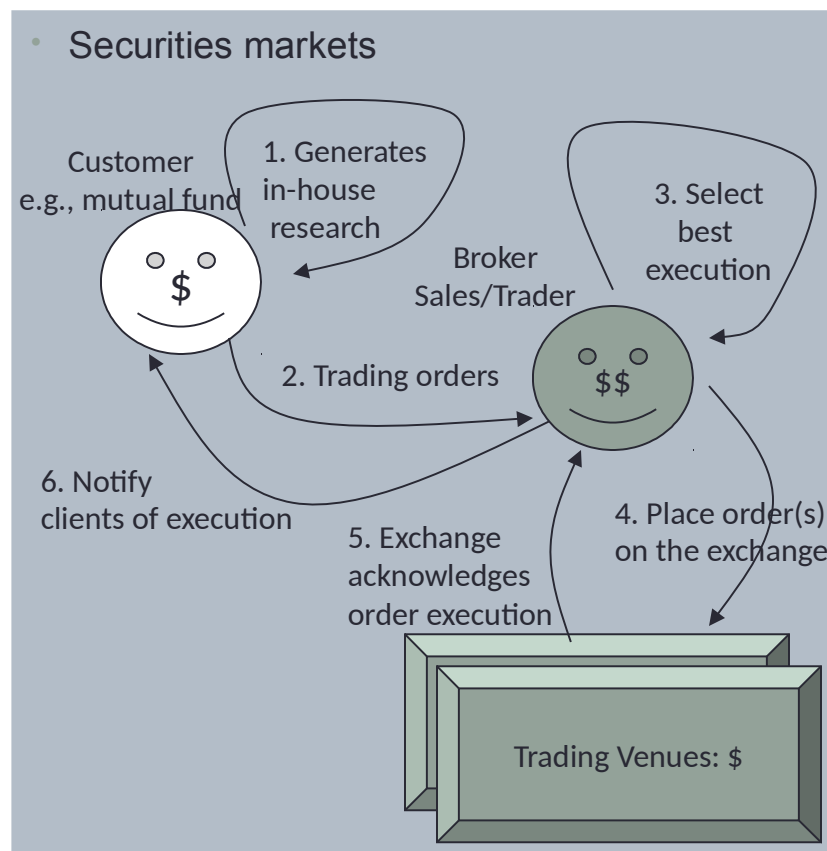 Securities markets
Customer
e.g., mutual fund
1. Generates
in-house
research
$
Broker
Sales/Trader
3. Select
best
execution
$$
2. Trading orders
6. Notify
clients of execution
4. Place order(s)
on the exchange
5. Exchange
acknowledges
order execution
Trading Venues: $